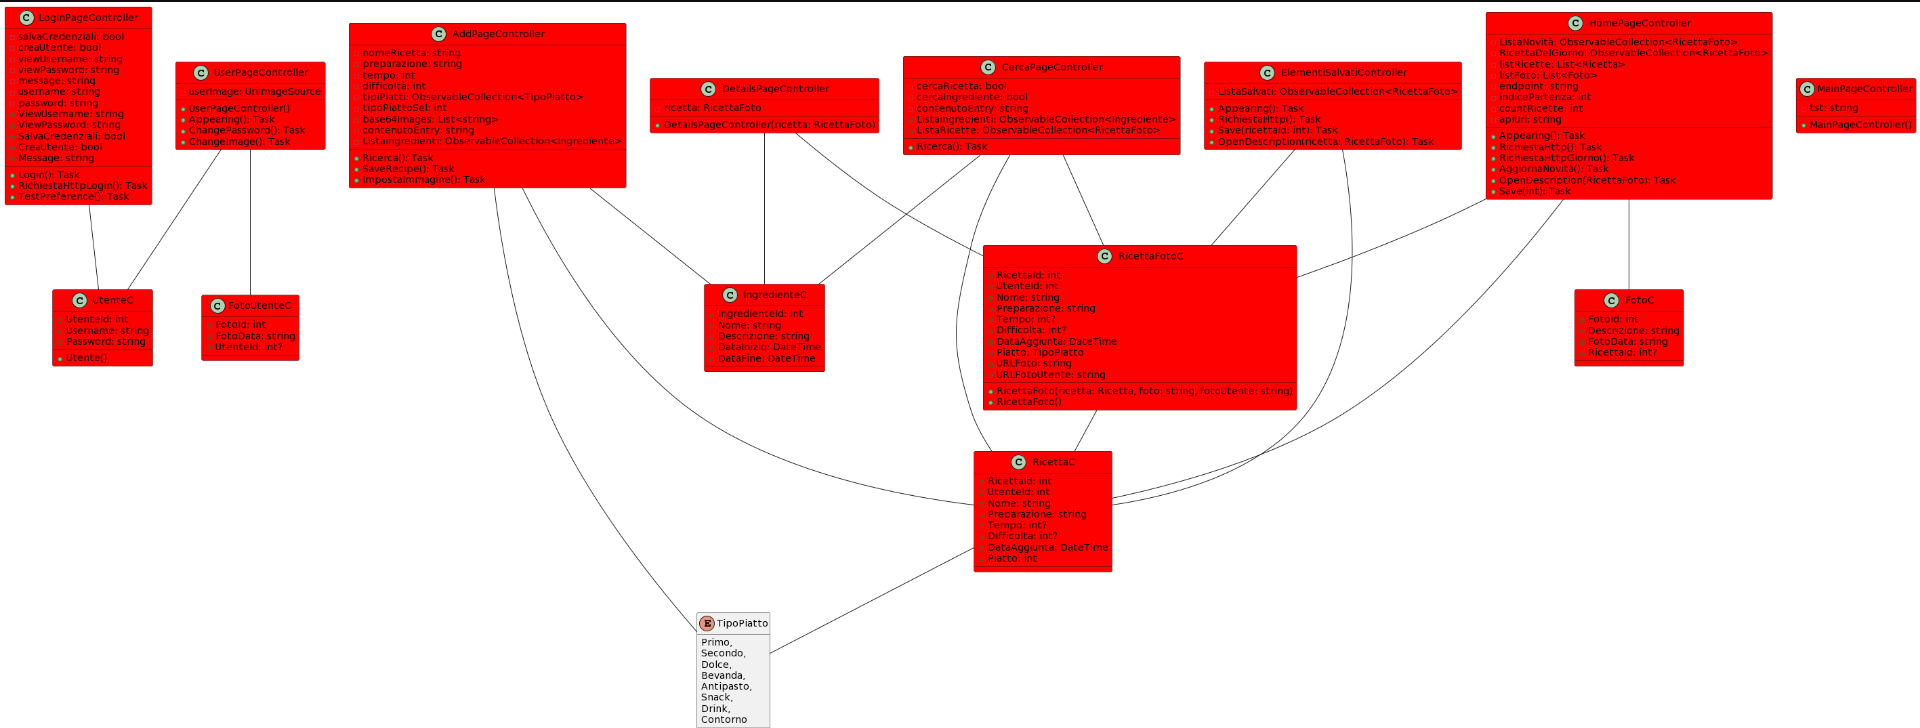 C LoginPageController
salvaCredenziali: bool
creaUtente: bool
viewUsername: string
viewPassword: string
message: string
username: string
password: string
ViewUsername: string
ViewPassword: string
SalvaCredenziali: bool
CreaUtente: bool
Message: string
Login(): Task
RichiestaHttpLogin(): Task
TestPreference(): Task
C UserPageController
userImage: UriImageSource
UserPageController()
Appearing(): Task
ChangePassword(): Task
ChangeImage(): Task
C AddPageController
nomeRicetta: string
preparazione: string
tempo: int
difficolta: int
tipiPiatti: ObservableCollection<TipoPiatto>
tipoPiattoSel: int
base64Images: List<string>
contenutoEntry: string
ListaIngredienti: ObservableCollection<Ingrediente>
Ricerca(): Task
SaveRecipe(): Task
ImpostaImmagine(): Task
C DetailsPageController
ricetta: RicettaFoto
DetailsPageController(ricetta: RicettaFoto)
C CercaPageController
cercaRicetta: bool
cercaIngrediente: bool
contenutoEntry: string
ListaIngredienti: ObservableCollection<Ingrediente>
ListaRicette: ObservableCollection<RicettaFoto>
Ricerca(): Task
C ElementiSalvatiController
ListaSalvati: ObservableCollection<RicettaFoto>
Appearing(): Task
RichiestaHttp(): Task
Save(ricettaId: int): Task
OpenDescription(ricetta: RicettaFoto): Task
C HomePageController
ListaNovità: ObservableCollection<RicettaFoto>
RicettaDelGiorno: ObservableCollection<RicettaFoto>
listRicette: List<Ricetta>
listFoto: List<Foto>
endpoint: string
indicePartenza: int
countRicette: int
apiUrl: string
Appearing(): Task
RichiestaHttp(): Task
RichiestaHttpGiorno(): Task
AggiornaNovità(): Task
OpenDescription(RicettaFoto): Task
Save(int): Task
C MainPageController
tst: string
MainPageController()
C UtenteC
UtenteId: int
Username: string
Password: string
Utente()
C FotoUtenteC
FotoId: int
FotoData: string
UtenteId: int?
C IngredienteC
IngredienteId: int
Nome: string
Descrizione: string
DataInizio: DateTime
DataFine: DateTime
C RicettaFotoC
RicettaId: int
UtenteId: int
Nome: string
Preparazione: string
Tempo: int?
Difficolta: int?
DataAggiunta: DateTime
Piatto: TipoPiatto
URLFoto: string
URLFotoUtente: string
RicettaFoto(ricetta: Ricetta, foto: string, fotoUtente: string)
RicettaFoto()
C FotoC
FotoId: int
Descrizione: string
FotoData: string
RicettaId: int?
C RicettaC
RicettaId: int
UtenteId: int
Nome: string
Preparazione: string
Tempo: int?
Difficolta: int?
DataAggiunta: DateTime
Piatto: int
E TipoPiatto
Primo,
Secondo,
Dolce,
Bevanda,
Antipasto,
Snack,
Drink,
Contorno